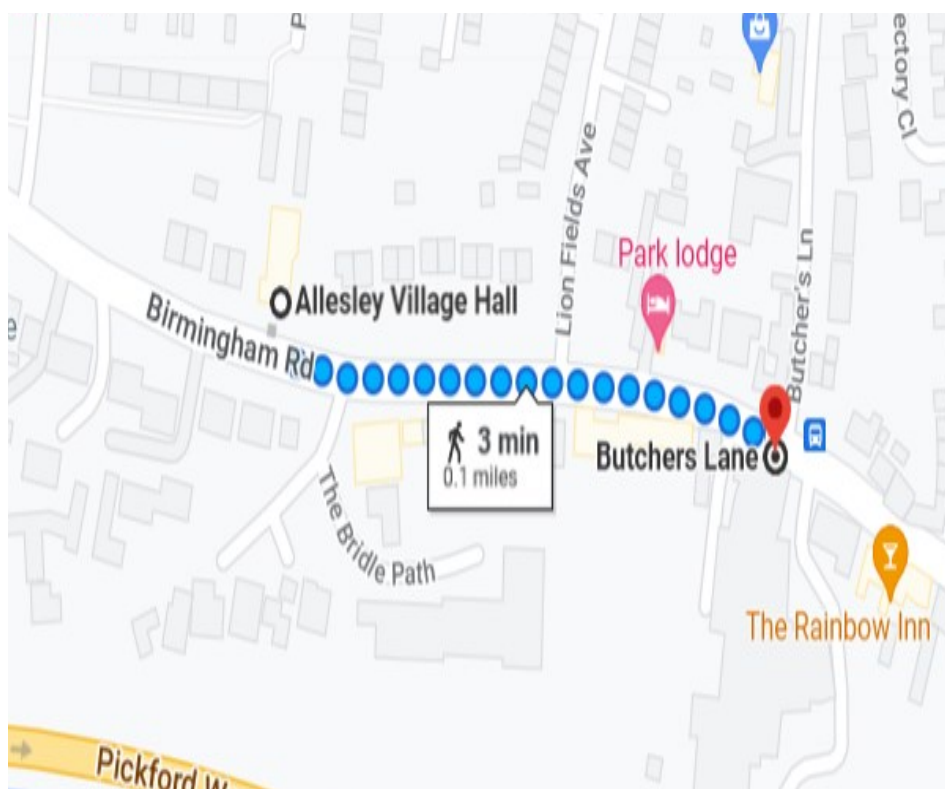 ectory Cl
Lion Fields Ave
Park lodge
Butcher's Ln
Allesley Village Hall
Birmingham Rd
3 min
0.1 miles
Butchers Lane
The Bridle Path
The Rainbow Inn
Pickford W